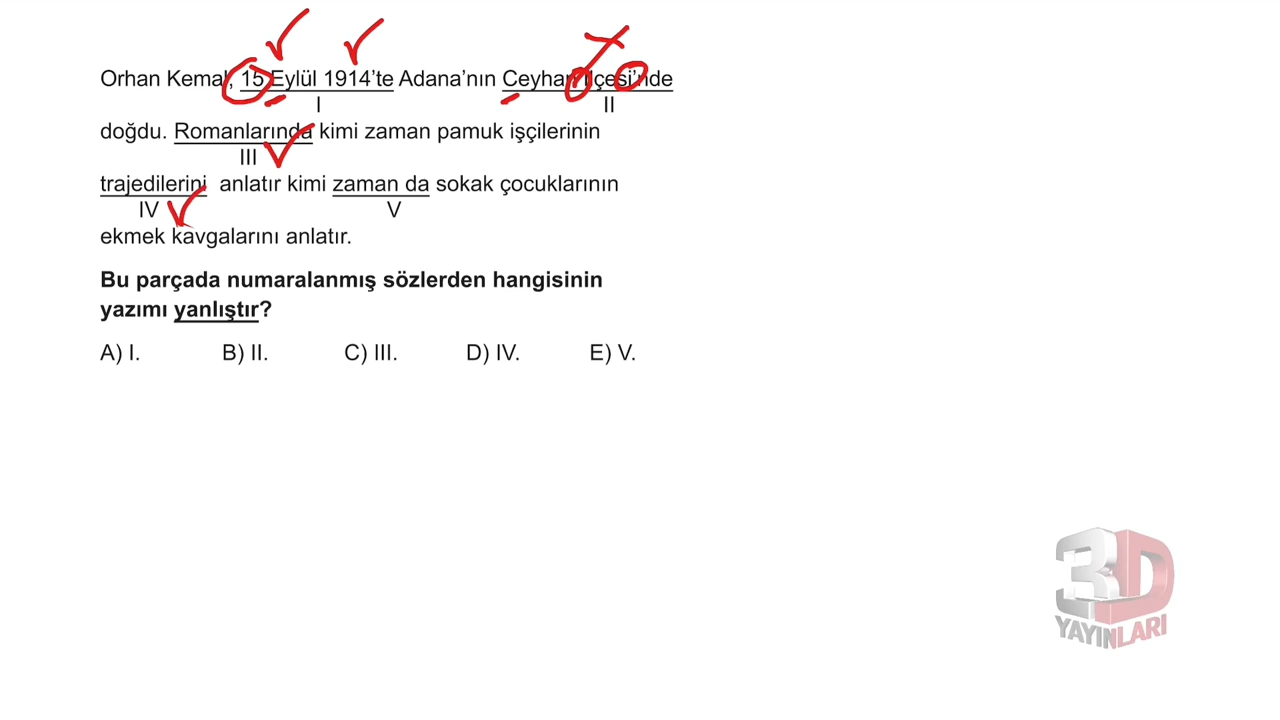 Orhan Kemal, 15 Eylül 1914’te Adana’nın Ceyhan İlçesi’nde
I II
doğdu. Romanlarında kimi zaman pamuk işçilerinin
III
trajedilerini anlatır kimi zaman da sokak çocuklarının
IV V
ekmek kavgalarını anlatır.
Bu parçada numaralanmış sözlerden hangisinin
yazımı yanlıştır?
A) I. B) II. C) III. D) IV. E) V.
3D
YAYINLARI